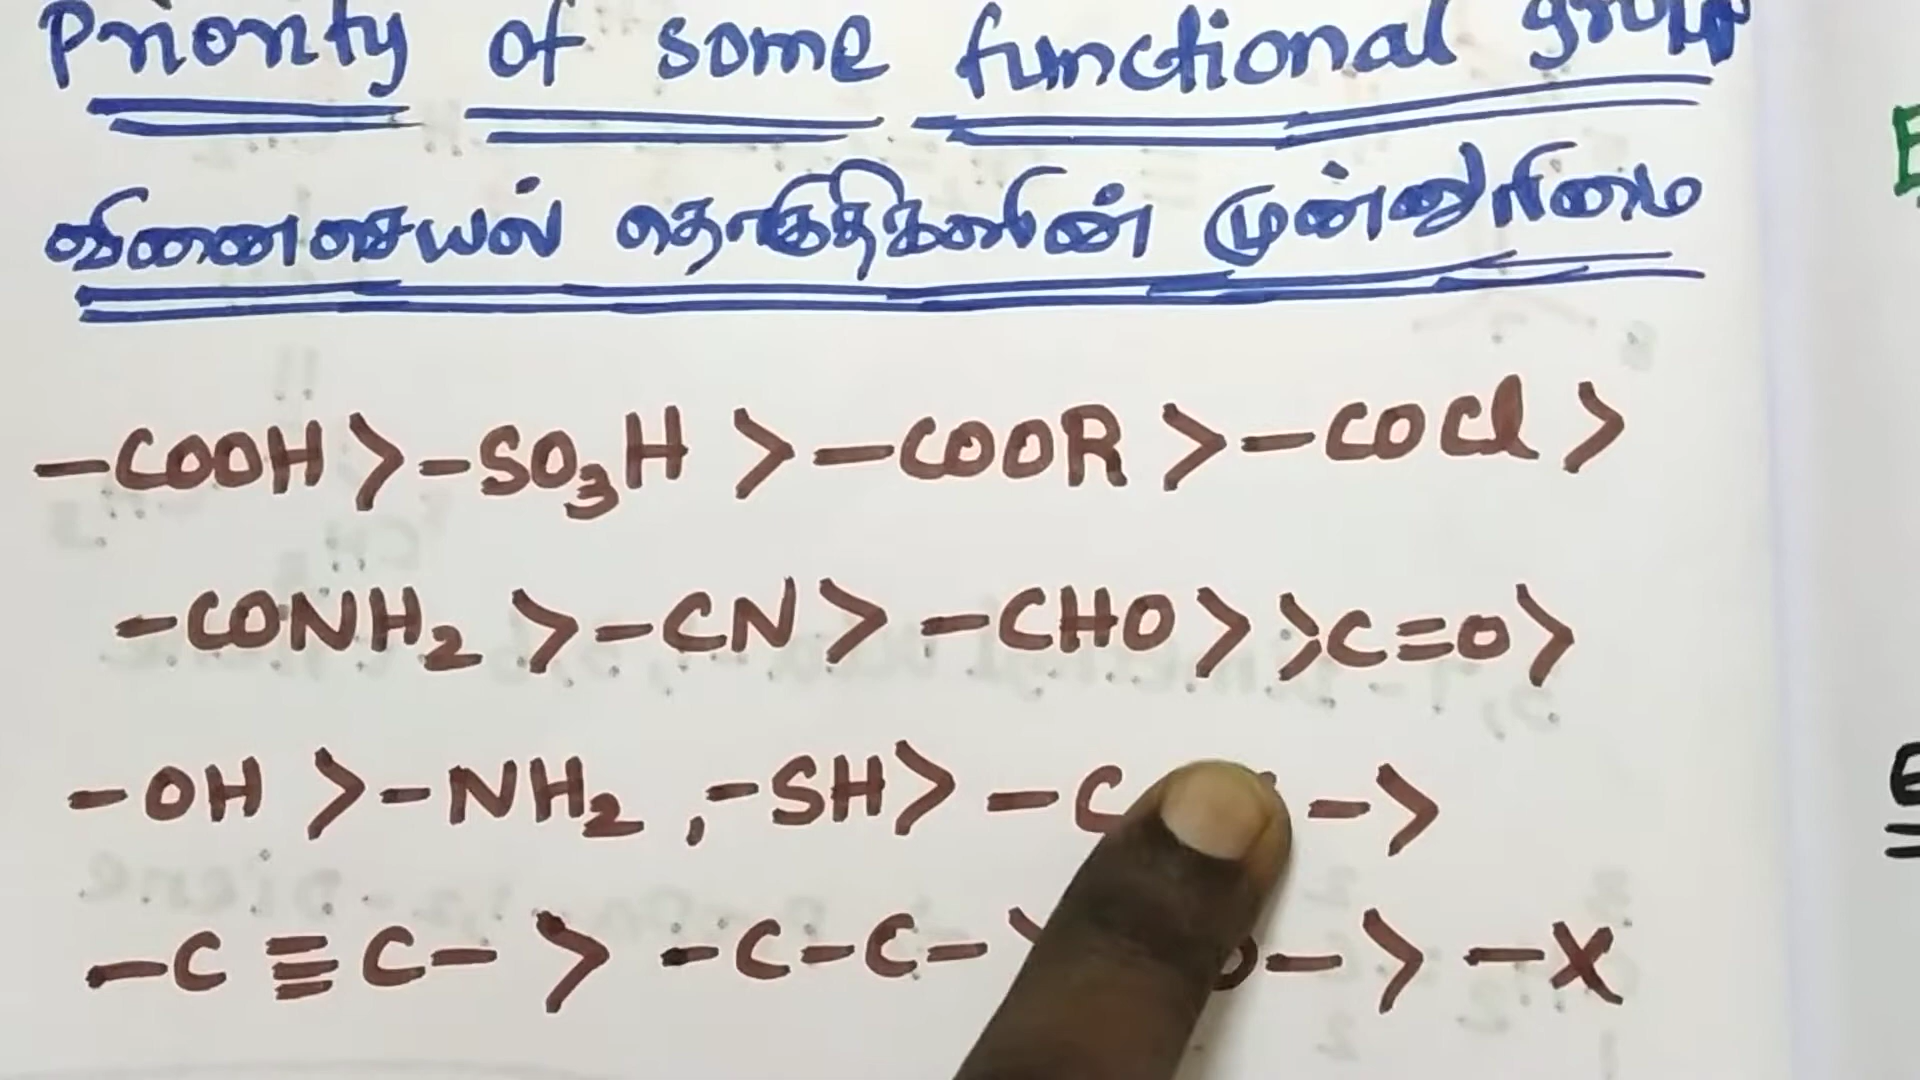 Priority of some functional group
வினைசெயல் தொகுதிகளின் முன்னுரிமை
-COOH > -SO₃H > -COOR > -COCl >
-CONH₂ > -CN > -CHO > >C=O >
-OH > -NH₂, -SH > -C - >
-C≡C- > -C-C- O- > -X